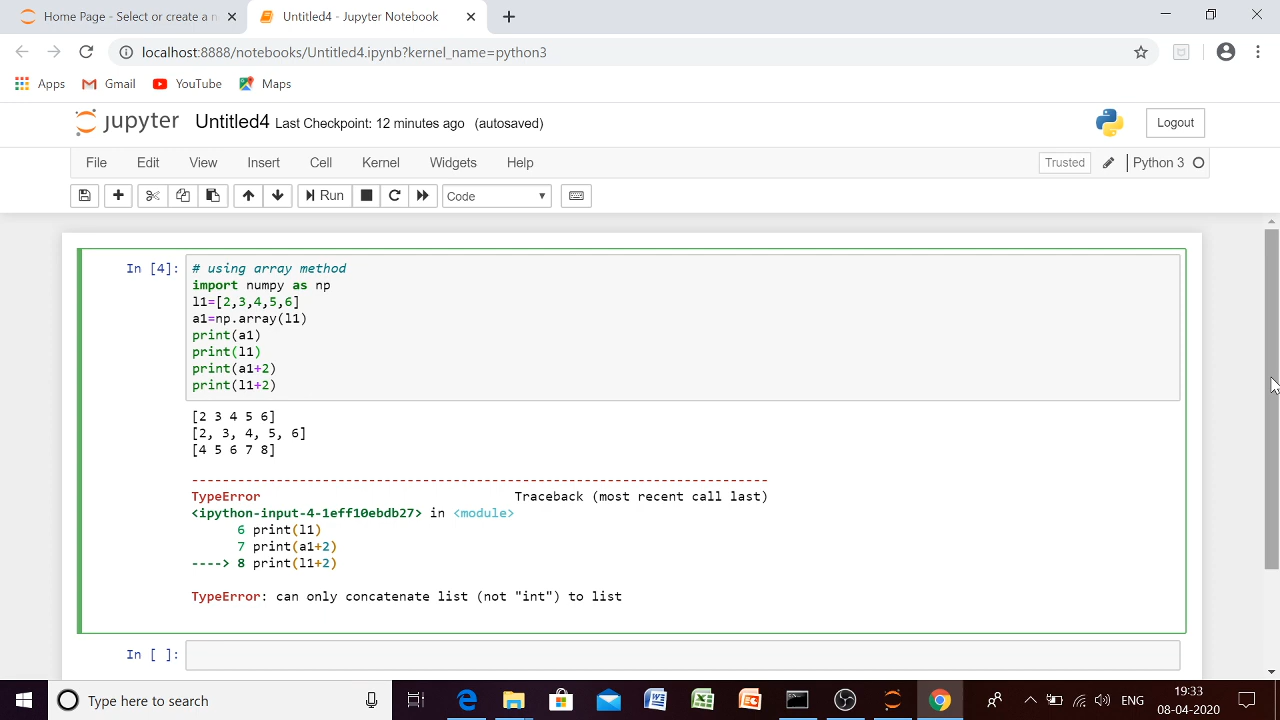 Home Page - Select or create a n
Untitled4 - Jupyter Notebook
localhost:8888/notebooks/Untitled4.ipynb?kernel_name=python3
Apps Gmail YouTube Maps
jupyter Untitled4 Last Checkpoint: 12 minutes ago (autosaved)
Logout
File Edit View Insert Cell Kernel Widgets Help
Trusted Python 3
Run Code
In [4]: # using array method
import numpy as np
l1=[2,3,4,5,6]
a1=np.array(l1)
print(a1)
print(l1)
print(a1+2)
print(l1+2)
[2 3 4 5 6]
[2, 3, 4, 5, 6]
[4 5 6 7 8]
---------------------------------------------------------------------------
TypeError Traceback (most recent call last)
<ipython-input-4-1eff10ebdb27> in <module>
6 print(l1)
7 print(a1+2)
----> 8 print(l1+2)
TypeError: can only concatenate list (not "int") to list
In [ ]:
Type here to search
ENG
19:33
08-04-2020